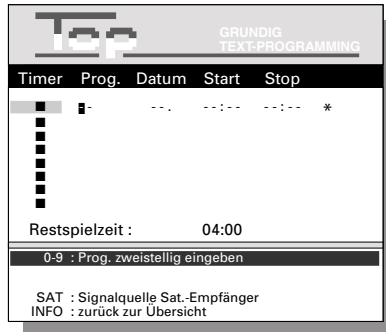 Top
GRUNDIG
TEXT-PROGRAMMING
Timer Prog. Datum Start Stop
■ -- --. --:-- --:-- *
Restspielzeit : 04:00
0-9 : Prog. zweistellig eingeben
SAT : Signalquelle Sat.-Empfänger
INFO : zurück zur Übersicht